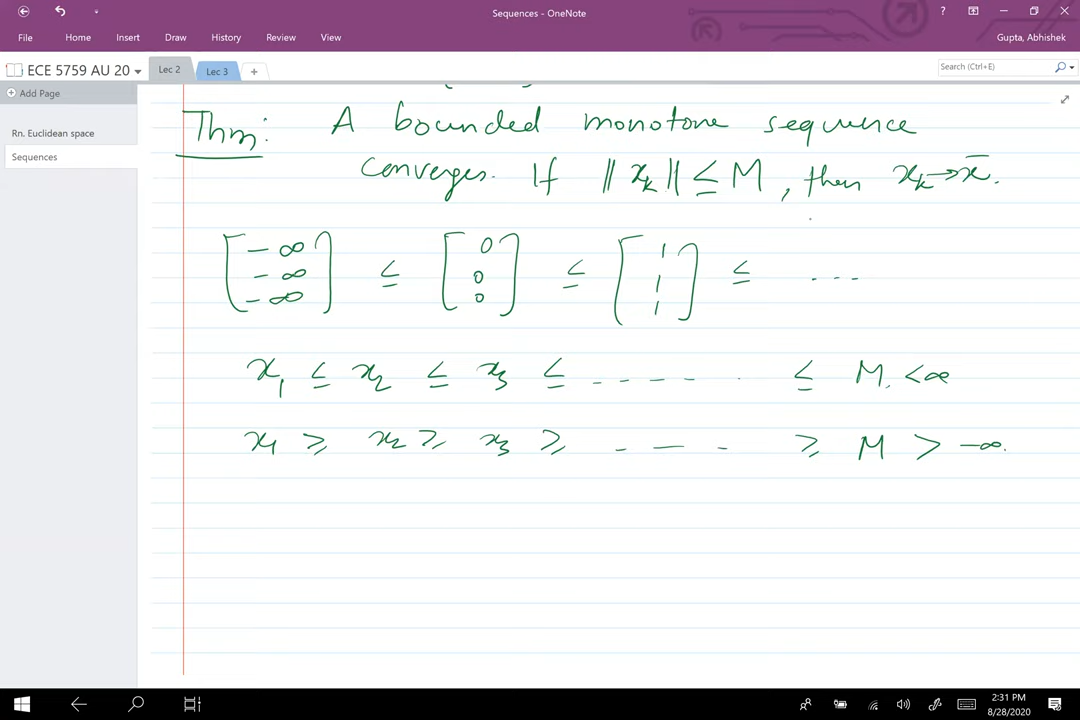 Sequences - OneNote
File Home Insert Draw History Review View
Gupta, Abhishek
ECE 5759 AU 20
Lec 2
Lec 3
Search (Ctrl+E)
Add Page
Rn. Euclidean space
Sequences
Thm: A bounded monotone sequence
converges. If ‖x_k‖ ≤ M, then x_k → x̄.
[-∞ -∞ -∞] ≤ [0 0 0] ≤ [1 1 1] ≤ ...
x_1 ≤ x_2 ≤ x_3 ≤ ...... ≤ M < ∞
x_1 ≥ x_2 ≥ x_3 ≥ ...... ≥ M > -∞.
2:31 PM
8/28/2020